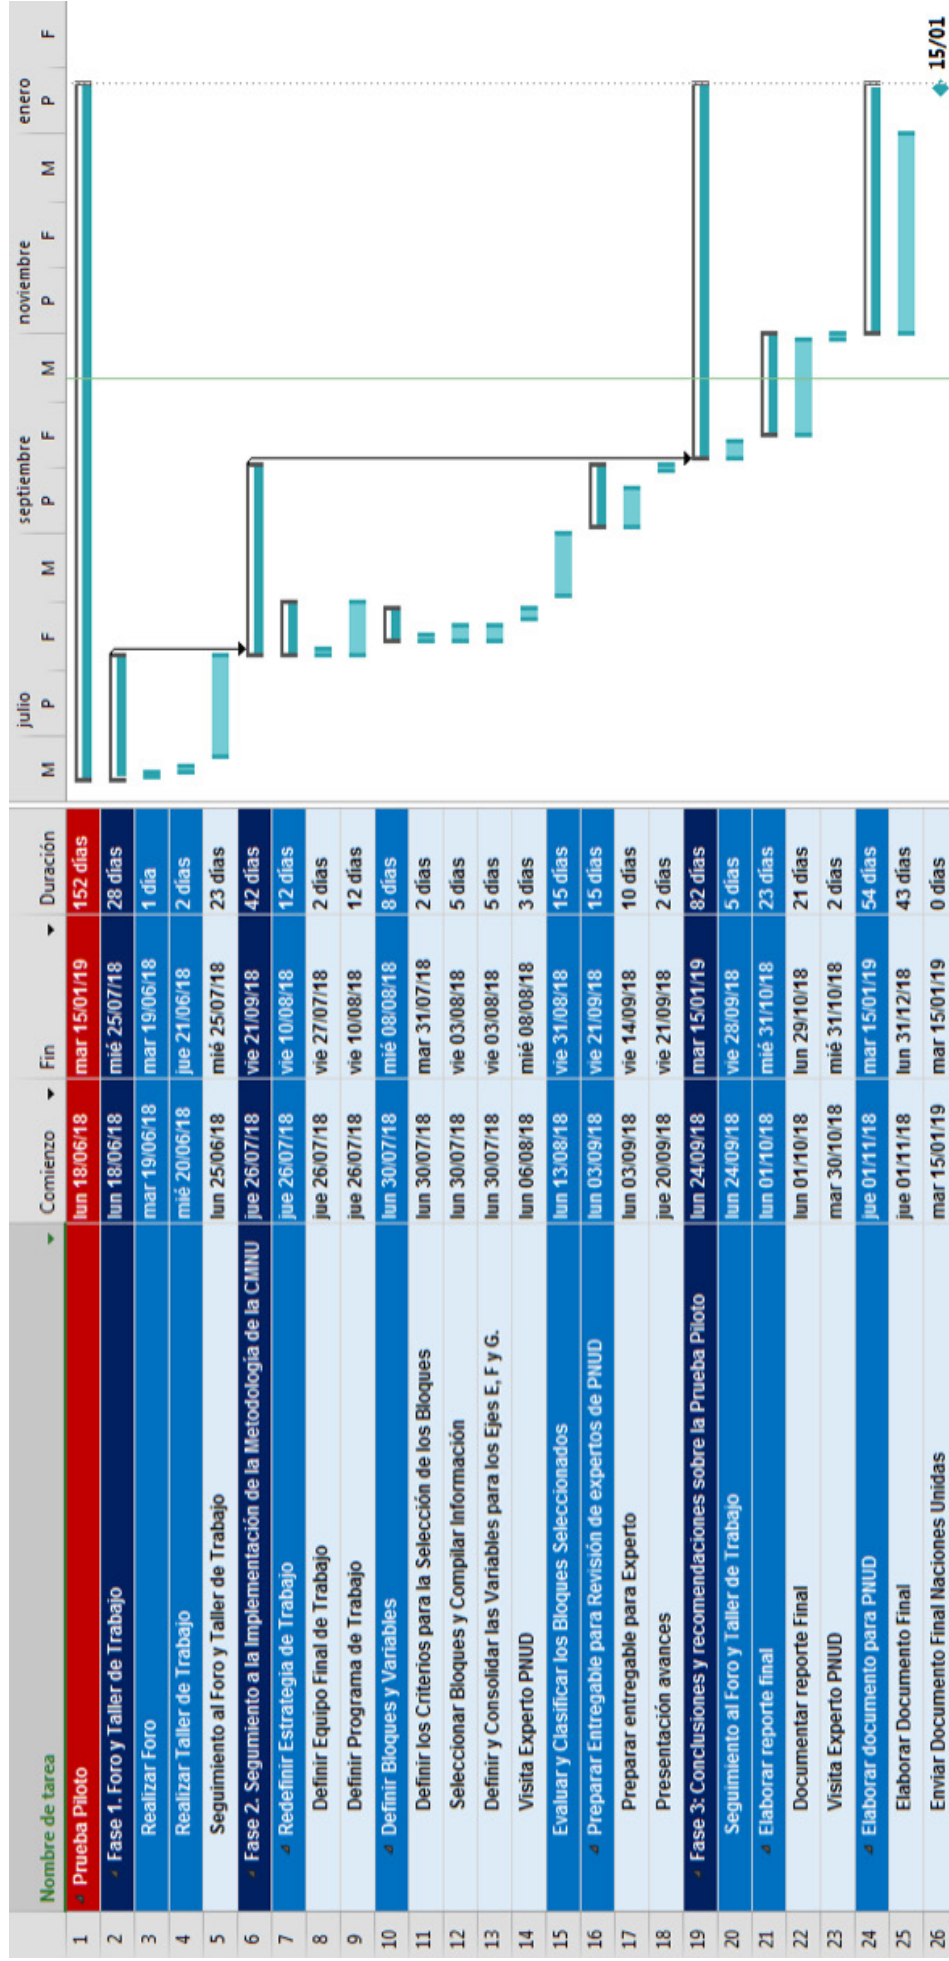 Nombre de tarea Comienzo Fin Duración
1 Prueba Piloto lun 18/06/18 mar 15/01/19 152 días
2 Fase 1. Foro y Taller de Trabajo lun 18/06/18 mié 25/07/18 28 días
3 Realizar Foro mar 19/06/18 mar 19/06/18 1 día
4 Realizar Taller de Trabajo mié 20/06/18 jue 21/06/18 2 días
5 Seguimiento al Foro y Taller de Trabajo lun 25/06/18 mié 25/07/18 23 días
6 Fase 2. Seguimiento a la Implementación de la Metodología de la CMNU jue 26/07/18 vie 21/09/18 42 días
7 Redefinir Estrategia de Trabajo jue 26/07/18 vie 10/08/18 12 días
8 Definir Equipo Final de Trabajo jue 26/07/18 vie 27/07/18 2 días
9 Definir Programa de Trabajo jue 26/07/18 vie 10/08/18 12 días
10 Definir Bloques y Variables lun 30/07/18 mié 08/08/18 8 días
11 Definir los Criterios para la Selección de los Bloques lun 30/07/18 mar 31/07/18 2 días
12 Seleccionar Bloques y Compilar Información lun 30/07/18 vie 03/08/18 5 días
13 Definir y Consolidar las Variables para los Ejes E, F y G. lun 30/07/18 vie 03/08/18 5 días
14 Visita Experto PNUD lun 06/08/18 mié 08/08/18 3 días
15 Evaluar y Clasificar los Bloques Seleccionados lun 13/08/18 vie 31/08/18 15 días
16 Preparar Entregable para Revisión de expertos de PNUD lun 03/09/18 vie 21/09/18 15 días
17 Preparar entregable para Experto lun 03/09/18 vie 14/09/18 10 días
18 Presentación avances jue 20/09/18 vie 21/09/18 2 días
19 Fase 3: Conclusiones y recomendaciones sobre la Prueba Piloto lun 24/09/18 mar 15/01/19 82 días
20 Seguimiento al Foro y Taller de Trabajo lun 24/09/18 vie 28/09/18 5 días
21 Elaborar reporte final lun 01/10/18 mié 31/10/18 23 días
22 Documentar reporte Final lun 01/10/18 lun 29/10/18 21 días
23 Visita Experto PNUD mar 30/10/18 mié 31/10/18 2 días
24 Elaborar documento para PNUD jue 01/11/18 mar 15/01/19 54 días
25 Elaborar Documento Final jue 01/11/18 lun 31/12/18 43 días
26 Enviar Documento Final Naciones Unidas mar 15/01/19 mar 15/01/19 0 días
julio septiembre noviembre enero
M P F M P F M P F M P F
15/01